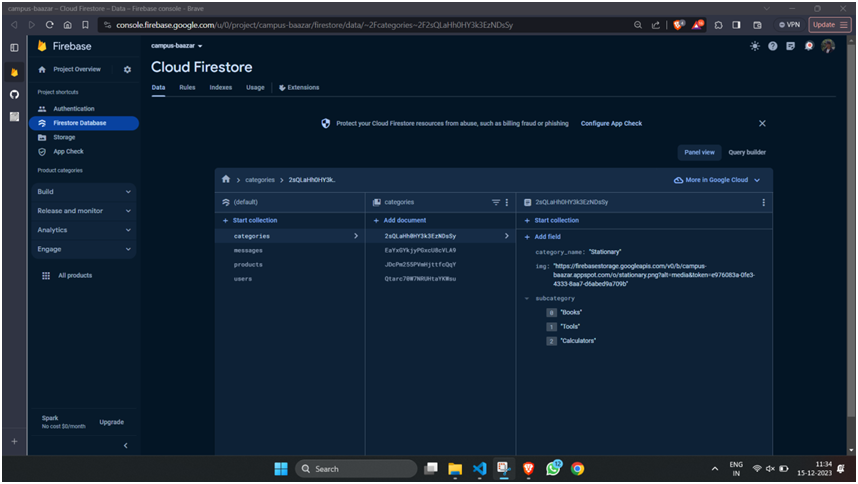 campus-baazar – Cloud Firestore – Data – Firebase console - Brave
console.firebase.google.com/u/0/project/campus-baazar/firestore/data/~2Fcategories~2F2sQLaHh0HY3k3EzNDsSy
VPN
Update
Firebase
campus-baazar
Project Overview
Cloud Firestore
Project shortcuts
Data
Rules
Indexes
Usage
Extensions
Authentication
Firestore Database
Storage
App Check
Protect your Cloud Firestore resources from abuse, such as billing fraud or phishing
Configure App Check
Panel view
Query builder
Product categories
Build
Release and monitor
Analytics
Engage
All products
categories
2sQLaHh0HY3k..
More in Google Cloud
(default)
Start collection
categories
messages
products
users
categories
Add document
2sQLaHh0HY3k3EzNDsSy
EaYxGYkjyPGxcU8cVLA9
JDcPm255PVmHjttfcQqY
Qtarc70W7NRUHtaYKWau
2sQLaHh0HY3k3EzNDsSy
Start collection
Add field
category_name: "Stationary"
img: "https://firebasestorage.googleapis.com/v0/b/campus-
baazar.appspot.com/o/stationary.png?alt=media&token=e976083a-0fe3-
4333-8aa7-d6abed9a709b"
subcategory
0 "Books"
1 "Tools"
2 "Calculators"
Spark
No cost $0/month
Upgrade
Search
ENG
IN
11:34
15-12-2023